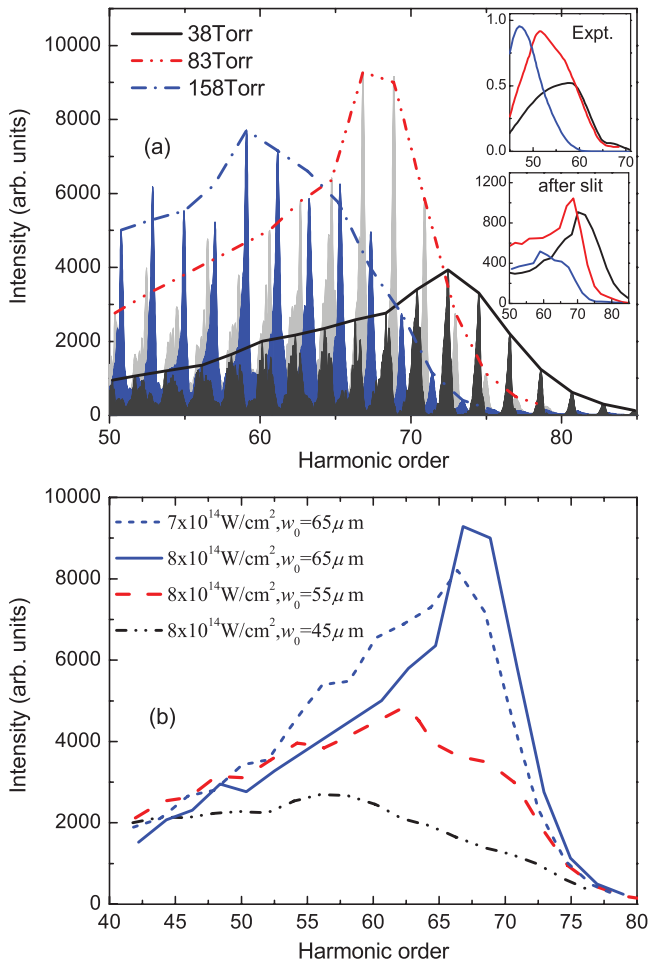 10000
8000
6000
4000
2000
0
Intensity (arb. units)
38Torr
83Torr
158Torr
(a)
1.0
0.5
0.0
Expt.
50 60 70
1200
800
400
0
after slit
50 60 70 80
50 60 70 80
Harmonic order
10000
8000
6000
4000
2000
0
Intensity (arb. units)
7x10¹⁴W/cm²,w₀=65μm
8x10¹⁴W/cm²,w₀=65μm
8x10¹⁴W/cm²,w₀=55μm
8x10¹⁴W/cm²,w₀=45μm
(b)
40 45 50 55 60 65 70 75 80
Harmonic order